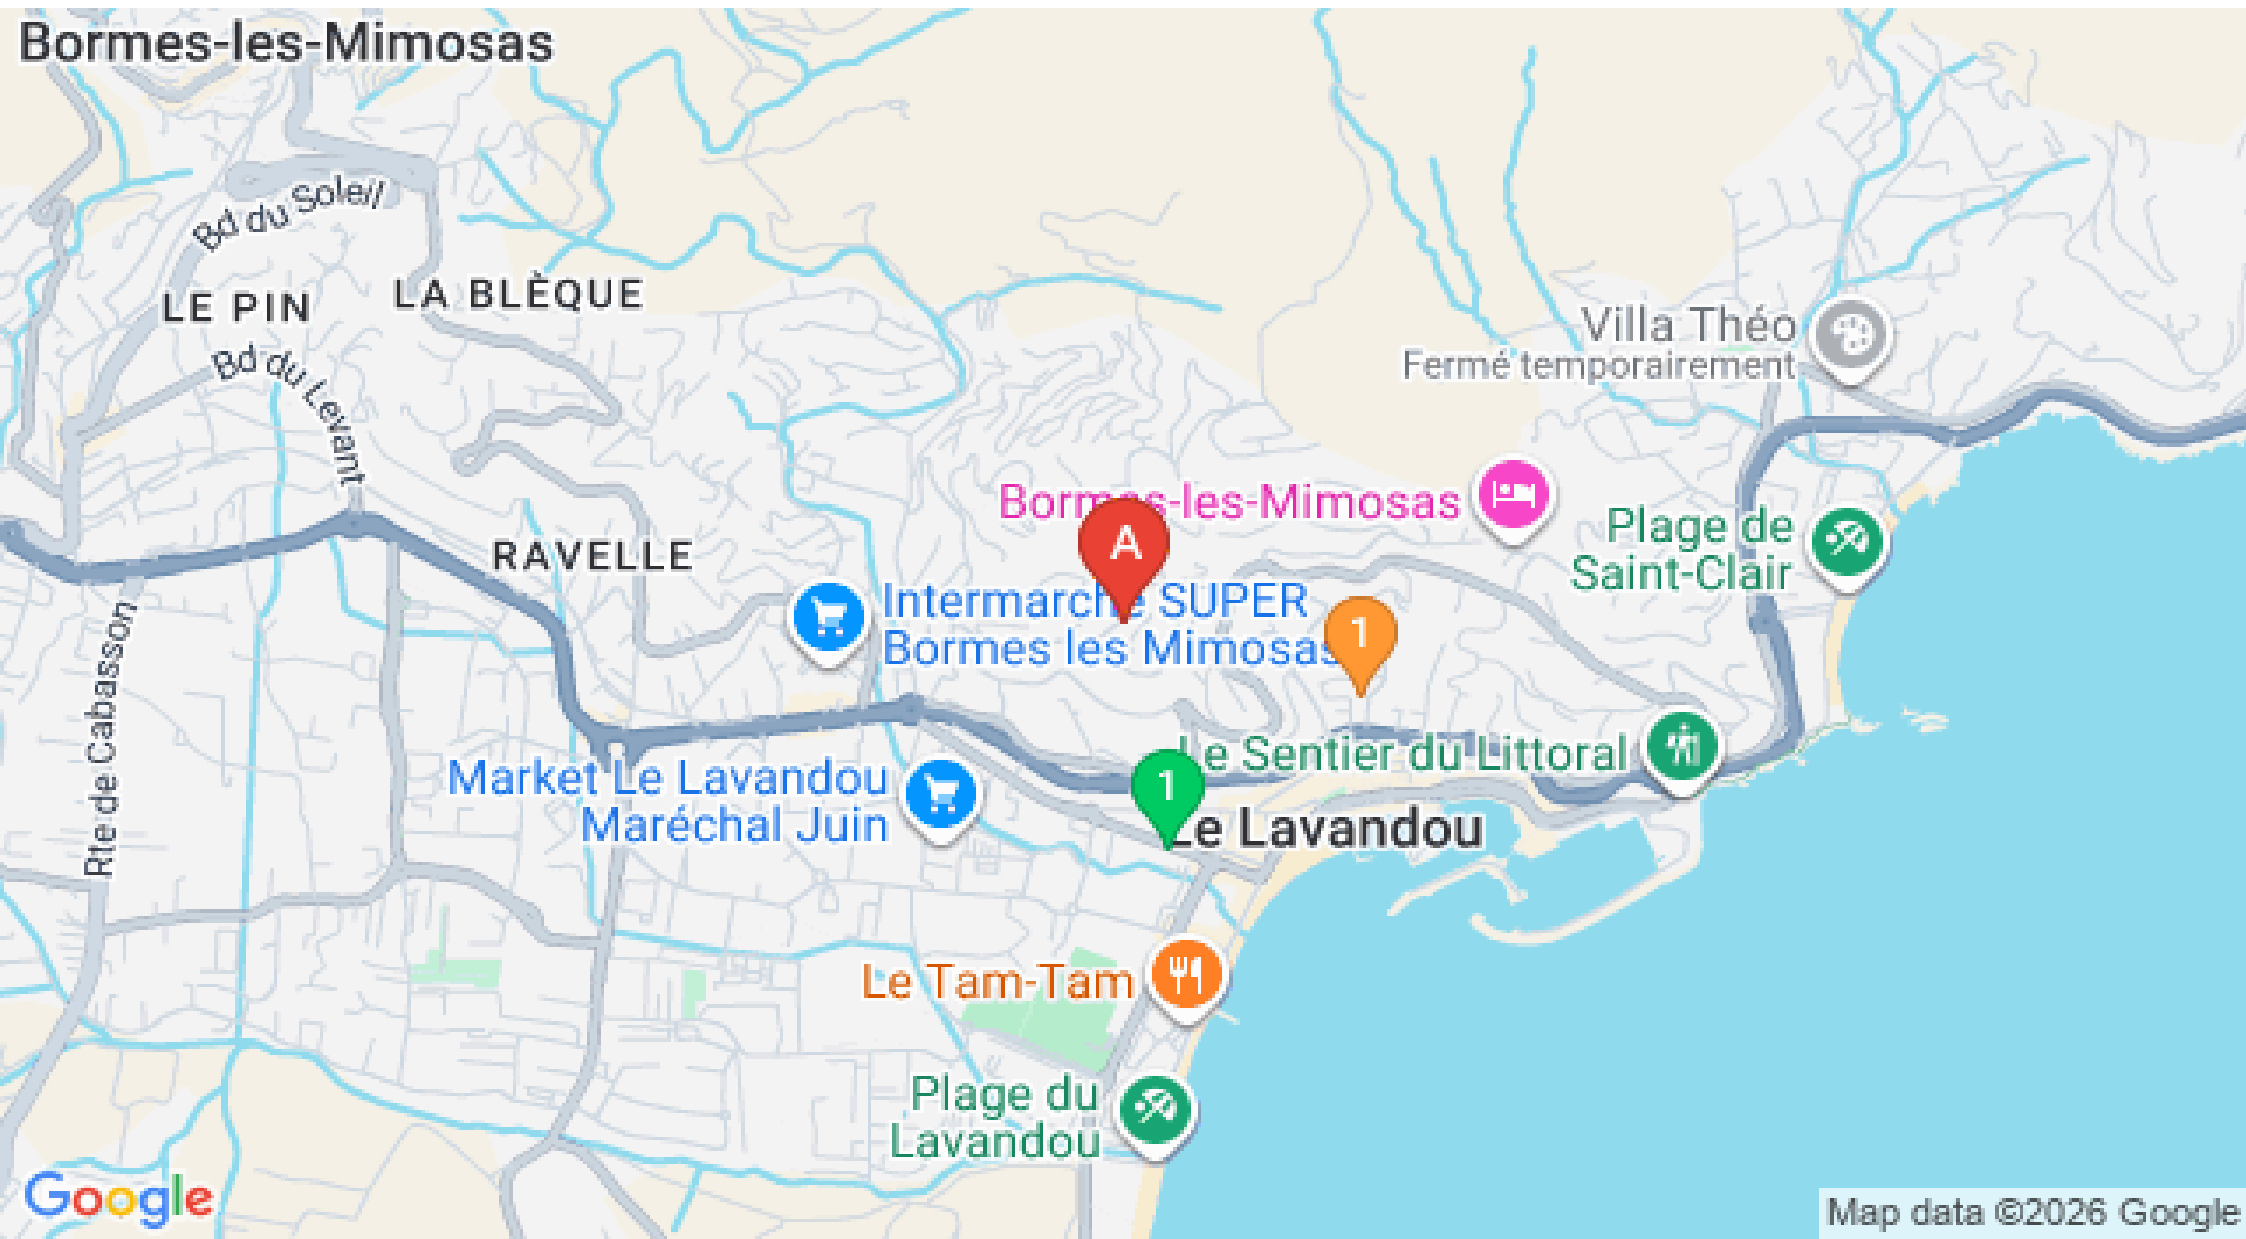 Bormes-les-Mimosas
Bd du Soleil
LE PIN
LA BLÈQUE
Bd du Levant
Villa Théo
Fermé temporairement
Bormes-les-Mimosas
A
Plage de
Saint-Clair
RAVELLE
Intermarché SUPER
Bormes les Mimosas
1
Rte de Cabasson
Le Sentier du Littoral
Market Le Lavandou
Maréchal Juin
1
Le Lavandou
Le Tam-Tam
Plage du
Lavandou
Google
Map data ©2026 Google